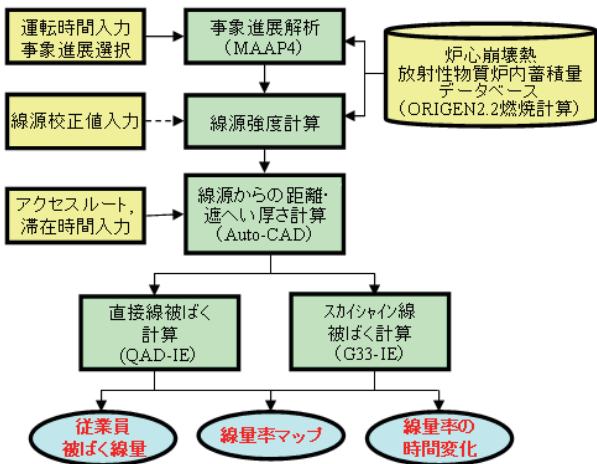 運転時間入力
事象進展選択
事象進展解析
(MAAP4)
炉心崩壊熱
放射性物質炉内蓄積量
データベース
(ORIGEN2.2燃焼計算)
線源校正値入力
線源強度計算
アクセスルート,
滞在時間入力
線源からの距離・
遮へい厚さ計算
(Auto-CAD)
直接線被ばく
計算
(QAD-IE)
スカイシャイン線
被ばく計算
(G33-IE)
従業員
被ばく線量
線量率マップ
線量率の
時間変化